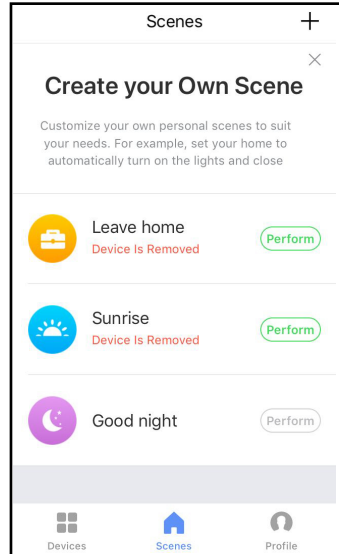 Scenes +
Create your Own Scene
Customize your own personal scenes to suit
your needs. For example, set your home to
automatically turn on the lights and close
Leave home
Device Is Removed
Perform
Sunrise
Device Is Removed
Perform
Good night
Perform
Devices
Scenes
Profile